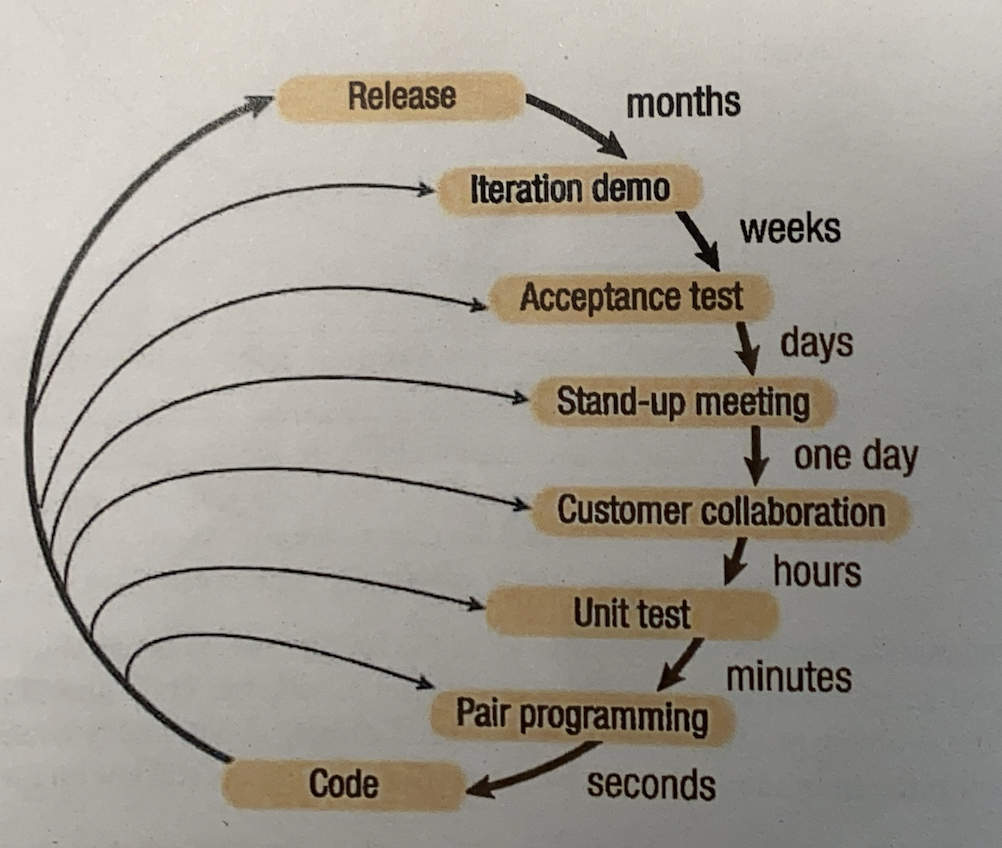 Release
months
Iteration demo
weeks
Acceptance test
days
Stand-up meeting
one day
Customer collaboration
hours
Unit test
minutes
Pair programming
seconds
Code